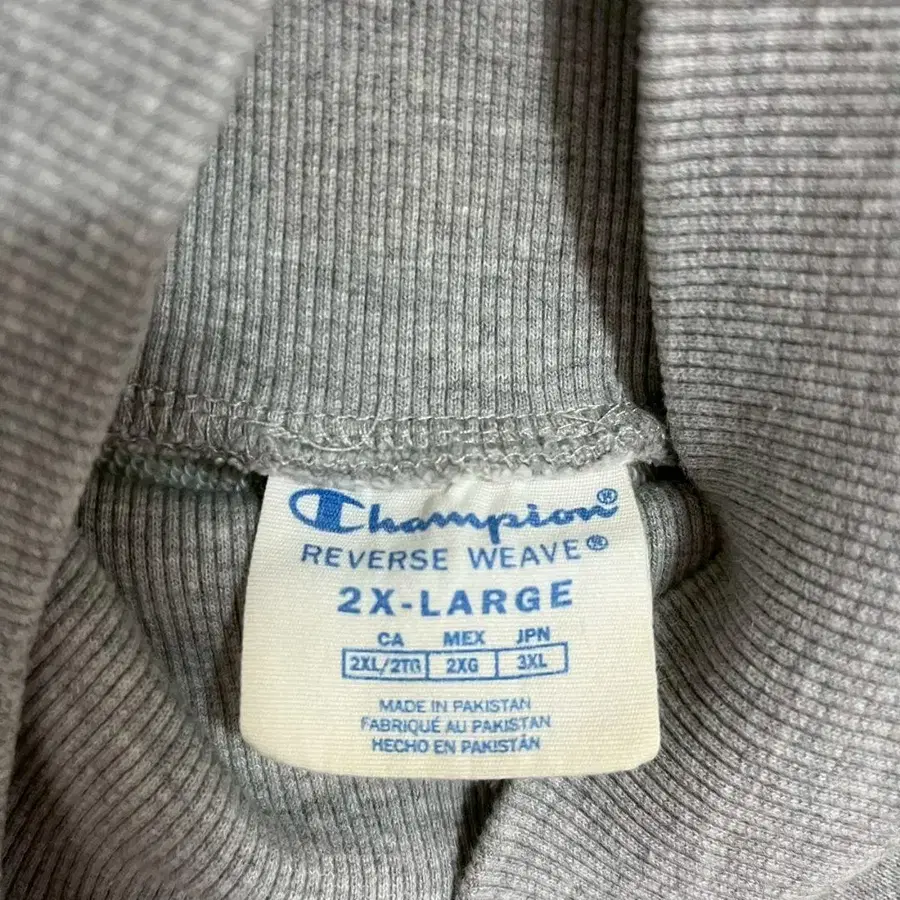 Champion®
REVERSE WEAVE®
2X-LARGE
CA MEX JPN
2XL/2TG 2XG 3XL
MADE IN PAKISTAN
FABRIQUÉ AU PAKISTAN
HECHO EN PAKISTÁN